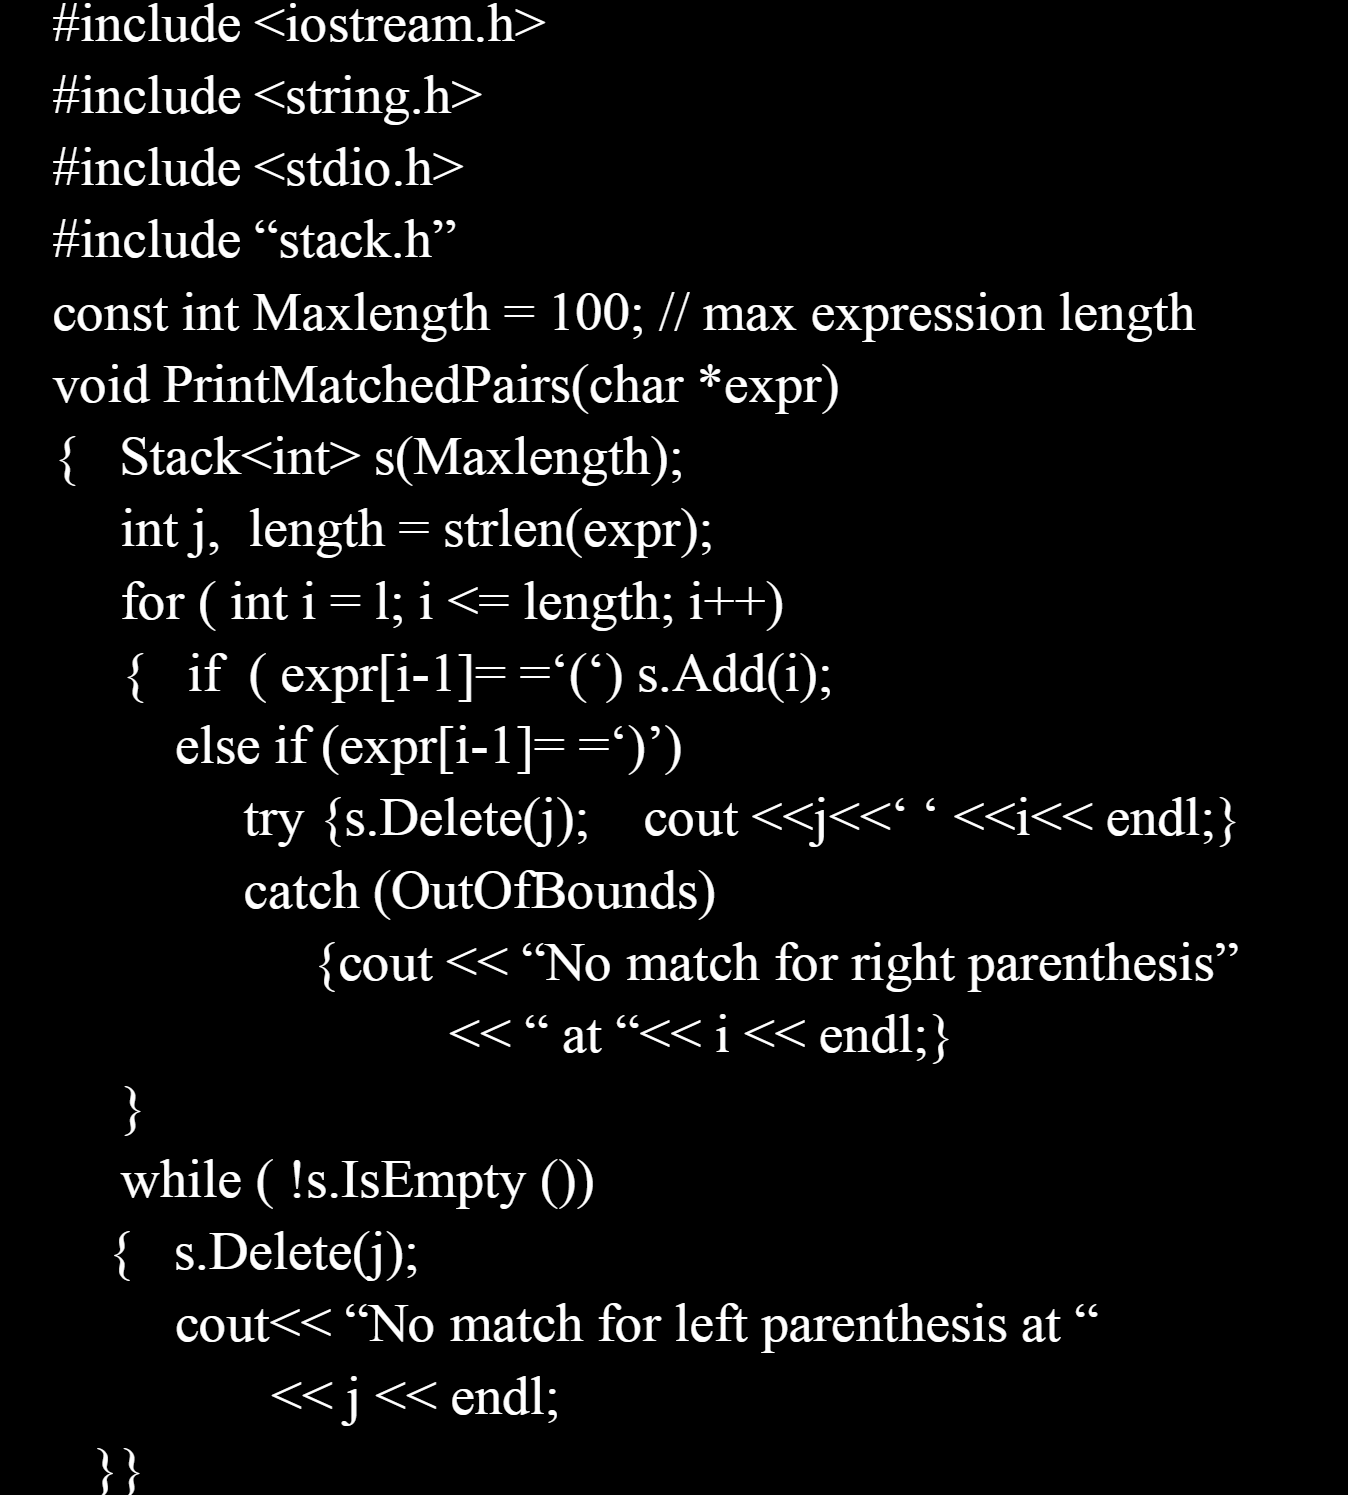 #include <iostream.h>
#include <string.h>
#include <stdio.h>
#include “stack.h”
const int Maxlength = 100; // max expression length
void PrintMatchedPairs(char *expr)
{ Stack<int> s(Maxlength);
int j, length = strlen(expr);
for ( int i = l; i <= length; i++)
{ if ( expr[i-1]= =‘(‘) s.Add(i);
else if (expr[i-1]= =‘)’)
try {s.Delete(j); cout <<j<<‘ ‘ <<i<< endl;}
catch (OutOfBounds)
{cout << “No match for right parenthesis”
<< “ at “<< i << endl;}
}
while ( !s.IsEmpty ())
{ s.Delete(j);
cout<< “No match for left parenthesis at “
<< j << endl;
}}